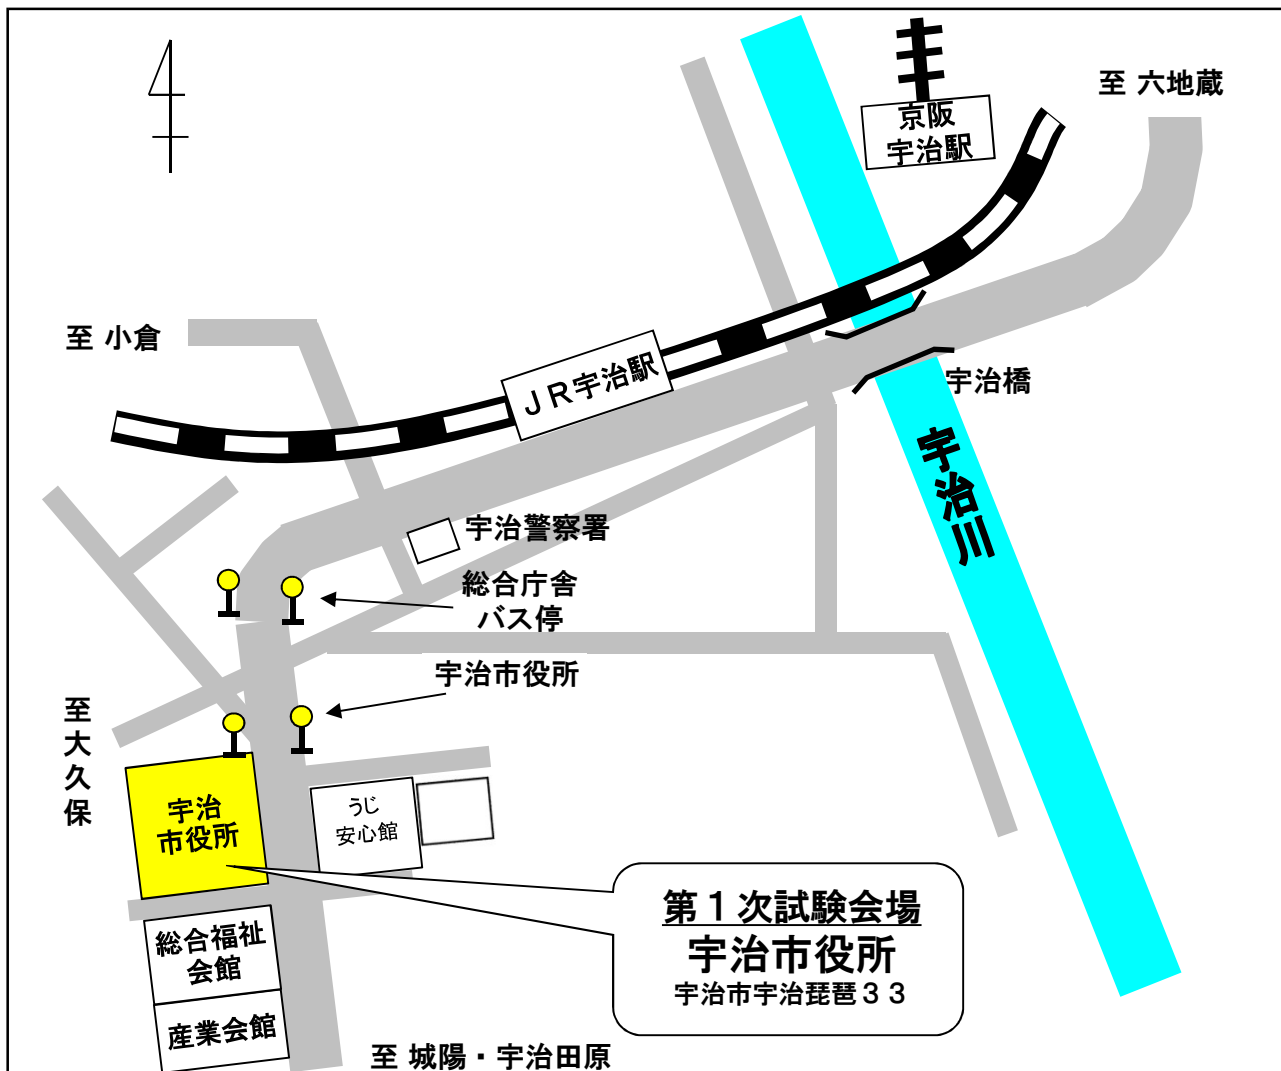 至 六地蔵
京阪
宇治駅
至 小倉
ＪＲ宇治駅
宇治橋
宇治川
宇治警察署
総合庁舎
バス停
宇治市役所
至大久保
宇治
市役所
うじ
安心館
第１次試験会場
宇治市役所
宇治市宇治琵琶３３
総合福祉
会館
産業会館
至 城陽・宇治田原